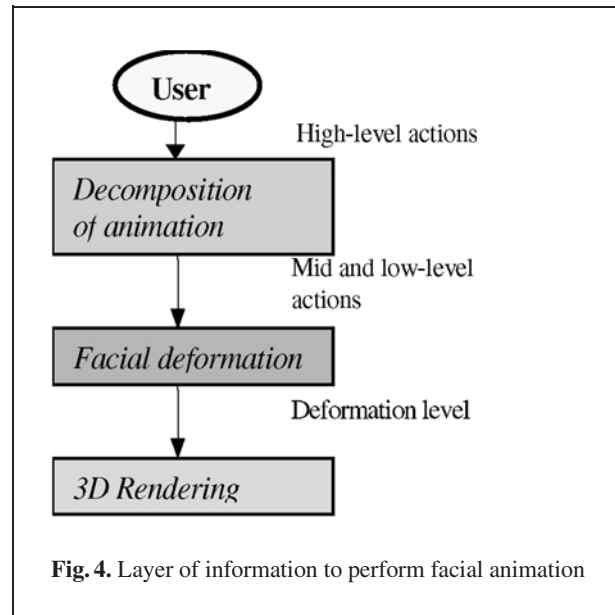 User
High-level actions
Decomposition
of animation
Mid and low-level
actions
Facial deformation
Deformation level
3D Rendering
Fig. 4. Layer of information to perform facial animation